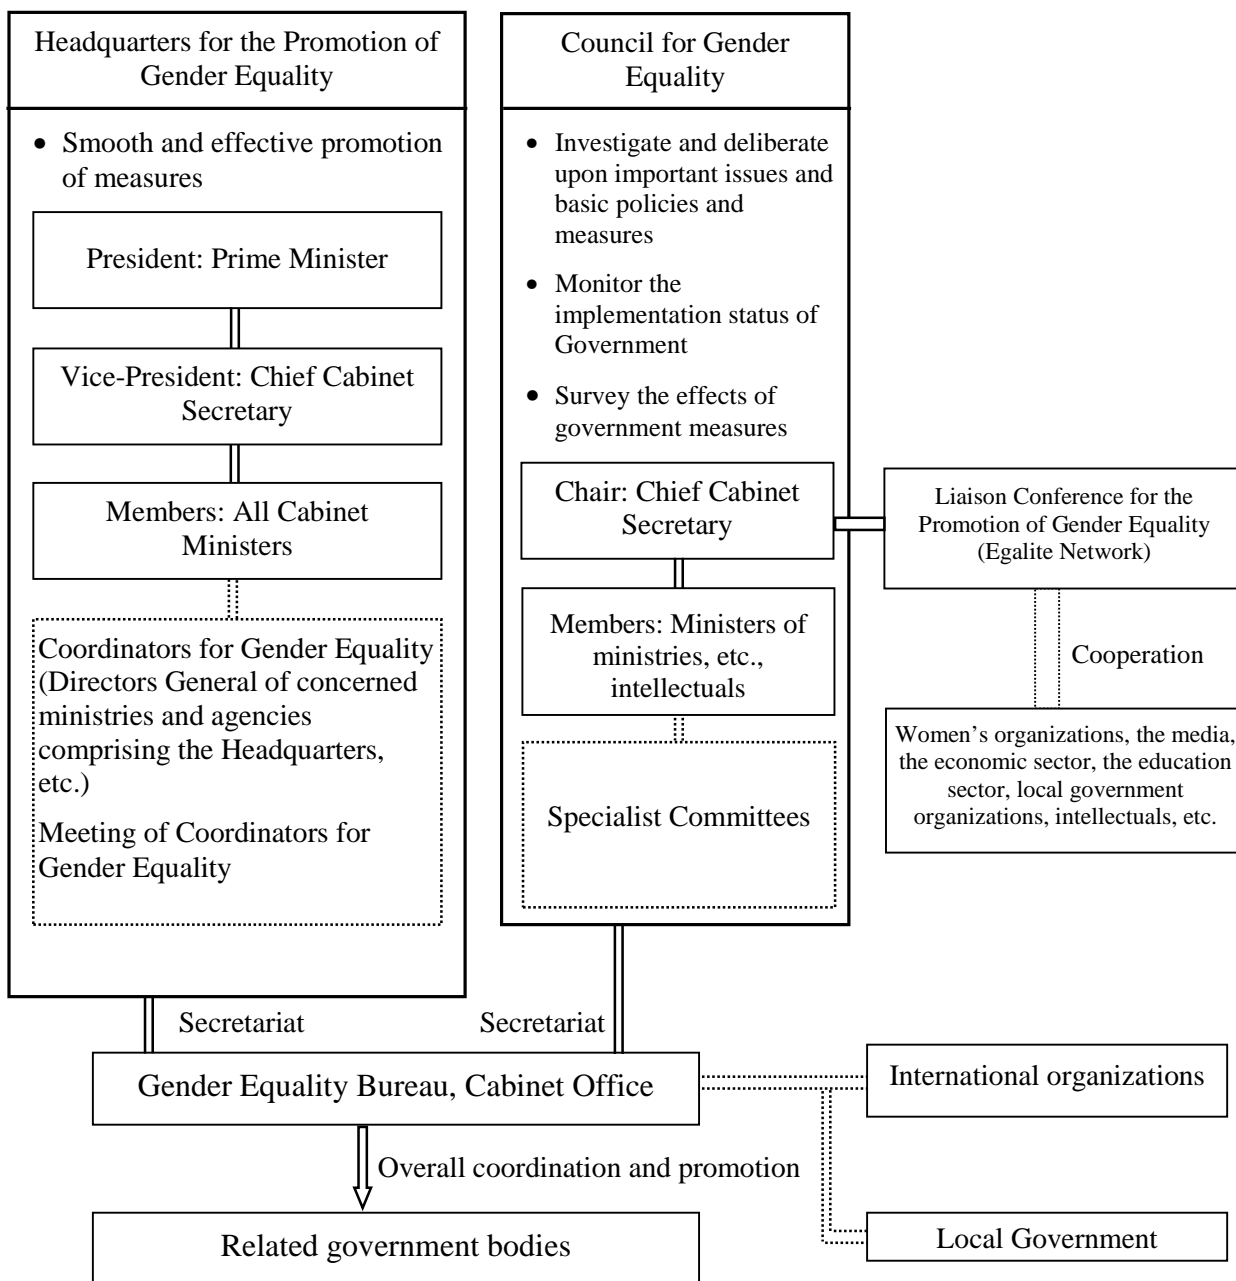 Headquarters for the Promotion of
Gender Equality
• Smooth and effective promotion
of measures
President: Prime Minister
Vice-President: Chief Cabinet
Secretary
Members: All Cabinet
Ministers
Coordinators for Gender Equality
(Directors General of concerned
ministries and agencies
comprising the Headquarters,
etc.)
Meeting of Coordinators for
Gender Equality
Council for Gender
Equality
• Investigate and deliberate
upon important issues and
basic policies and
measures
• Monitor the
implementation status of
Government
• Survey the effects of
government measures
Chair: Chief Cabinet
Secretary
Members: Ministers of
ministries, etc.,
intellectuals
Specialist Committees
Liaison Conference for the
Promotion of Gender Equality
(Egalite Network)
Cooperation
Women’s organizations, the media,
the economic sector, the education
sector, local government
organizations, intellectuals, etc.
Secretariat
Secretariat
Gender Equality Bureau, Cabinet Office
International organizations
Overall coordination and promotion
Related government bodies
Local Government